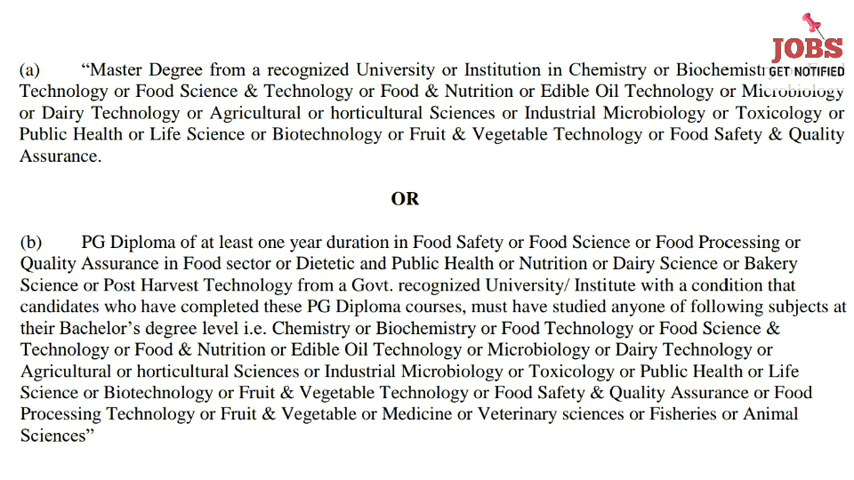 JOBS
GET NOTIFIED
(a) “Master Degree from a recognized University or Institution in Chemistry or Biochemist
Technology or Food Science & Technology or Food & Nutrition or Edible Oil Technology or Microbiology
or Dairy Technology or Agricultural or horticultural Sciences or Industrial Microbiology or Toxicology or
Public Health or Life Science or Biotechnology or Fruit & Vegetable Technology or Food Safety & Quality
Assurance.
OR
(b) PG Diploma of at least one year duration in Food Safety or Food Science or Food Processing or
Quality Assurance in Food sector or Dietetic and Public Health or Nutrition or Dairy Science or Bakery
Science or Post Harvest Technology from a Govt. recognized University/ Institute with a condition that
candidates who have completed these PG Diploma courses, must have studied anyone of following subjects at
their Bachelor’s degree level i.e. Chemistry or Biochemistry or Food Technology or Food Science &
Technology or Food & Nutrition or Edible Oil Technology or Microbiology or Dairy Technology or
Agricultural or horticultural Sciences or Industrial Microbiology or Toxicology or Public Health or Life
Science or Biotechnology or Fruit & Vegetable Technology or Food Safety & Quality Assurance or Food
Processing Technology or Fruit & Vegetable or Medicine or Veterinary sciences or Fisheries or Animal
Sciences”